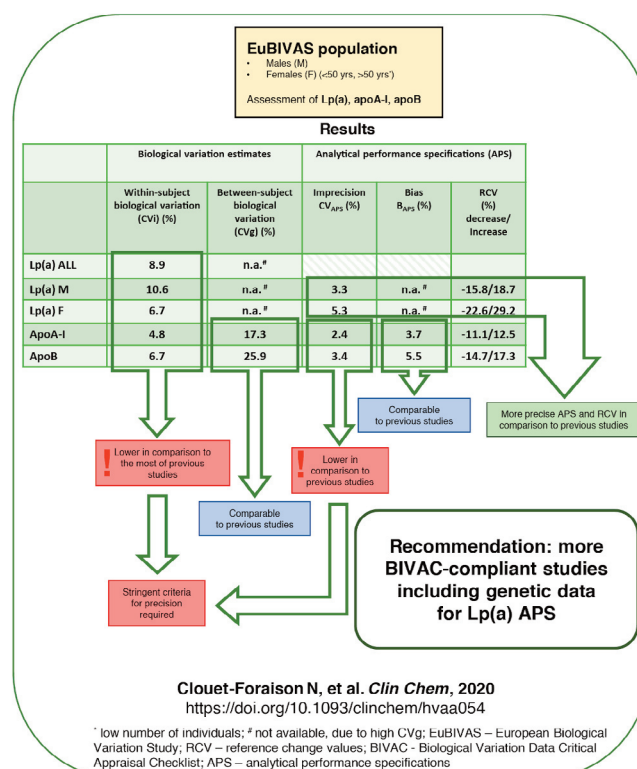 EuBIVAS population
• Males (M)
• Females (F) (<50 yrs, >50 yrs*)
Assessment of Lp(a), apoA-I, apoB
Results
Biological variation estimates
Analytical performance specifications (APS)
Within-subject
biological variation
(CVi) (%)
Between-subject
biological
variation
(CVg) (%)
Imprecision
CVAPS (%)
Bias
BAPS (%)
RCV
(%)
decrease/
Increase
Lp(a) ALL 8.9 n.a.#
Lp(a) M 10.6 n.a. # 3.3 n.a. # -15.8/18.7
Lp(a) F 6.7 n.a. # 5.3 n.a. # -22.6/29.2
ApoA-I 4.8 17.3 2.4 3.7 -11.1/12.5
ApoB 6.7 25.9 3.4 5.5 -14.7/17.3
Comparable
to previous studies
More precise APS and RCV In
comparison to previous studies
! Lower in comparison to
the most of previous
studies
! Lower in
comparison to
previous studies
Comparable
to previous studies
Stringent criteria
for precision
required
Recommendation: more
BIVAC-compliant studies
including genetic data
for Lp(a) APS
Clouet-Foraison N, et al. Clin Chem, 2020
https://doi.org/10.1093/clinchem/hvaa054
* low number of individuals; # not available, due to high CVg; EuBIVAS – European Biological
Variation Study; RCV – reference change values; BIVAC - Biological Variation Data Critical
Appraisal Checklist; APS – analytical performance specifications